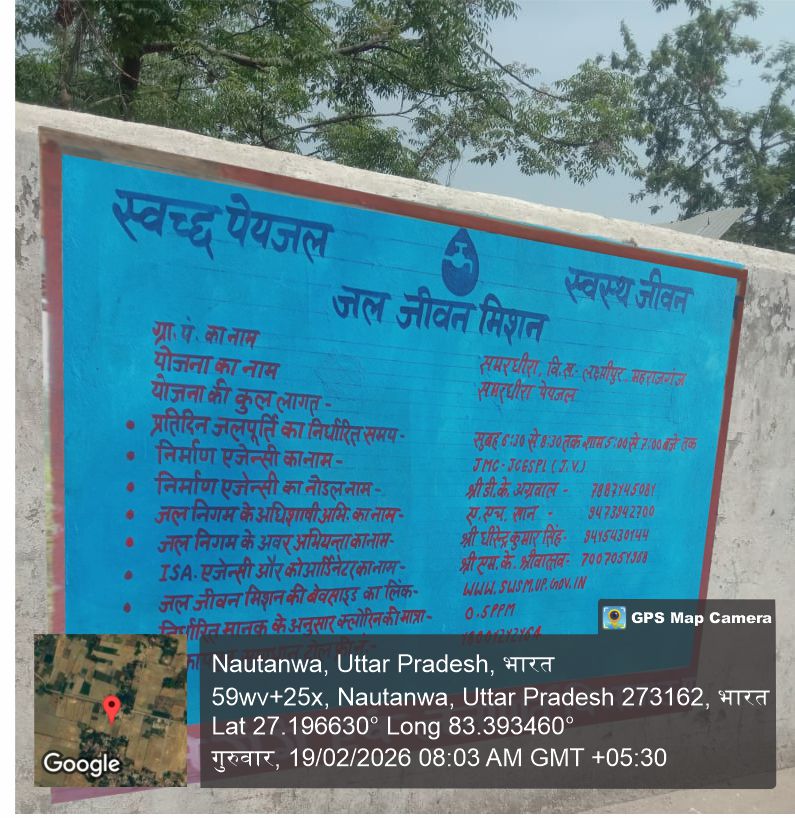 स्वच्छ पेयजल
स्वस्थ जीवन
जल जीवन मिशन
ग्रा. पं. का नाम समरधीरा, वि.ख.- लक्ष्मीपुर, महराजगंज
योजना का नाम समरधीरा पेयजल
योजना की कुल लागत -
• प्रतिदिन जलपूर्ति का निर्धारित समय- सुबह 6:30 से 8:30 तक शाम 5:00 से 7:00 बजे तक
• निर्माण एजेन्सी का नाम - JMC-JCESPL (J.V.)
• निर्माण एजेन्सी का नोडल नाम - श्री डी.के. अग्रवाल - 7887145081
• जल निगम के अधिशाषी अभि. का नाम- ए.एच. खान - 9473942700
• जल निगम के अवर अभियन्ता का नाम- श्री धीरेन्द्र कुमार सिंह- 9415430144
• ISA. एजेन्सी और कोआर्डिनेटर का नाम- श्री एम.के. श्रीवास्तव-
• जल जीवन मिशन की वेबसाइड का लिंक- WWW.SWSM.UP.GOV.IN
निर्धारित मानक के अनुसार क्लोरिन की मात्रा- 0.5PPM
GPS Map Camera
Nautanwa, Uttar Pradesh, भारत
59wv+25x, Nautanwa, Uttar Pradesh 273162, भारत
Lat 27.196630° Long 83.393460°
गुरुवार, 19/02/2026 08:03 AM GMT +05:30
Google